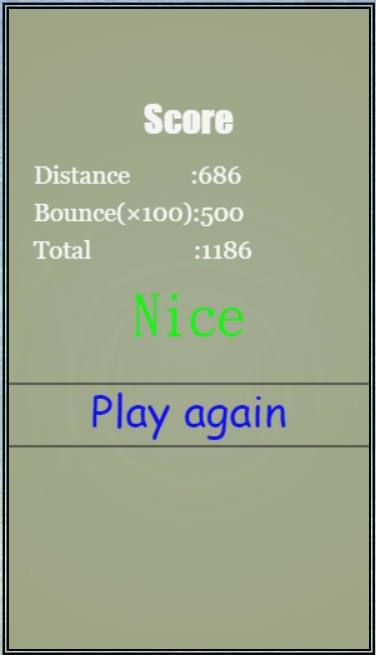 Score
Distance :686
Bounce(×100):500
Total :1186
Nice
Play again